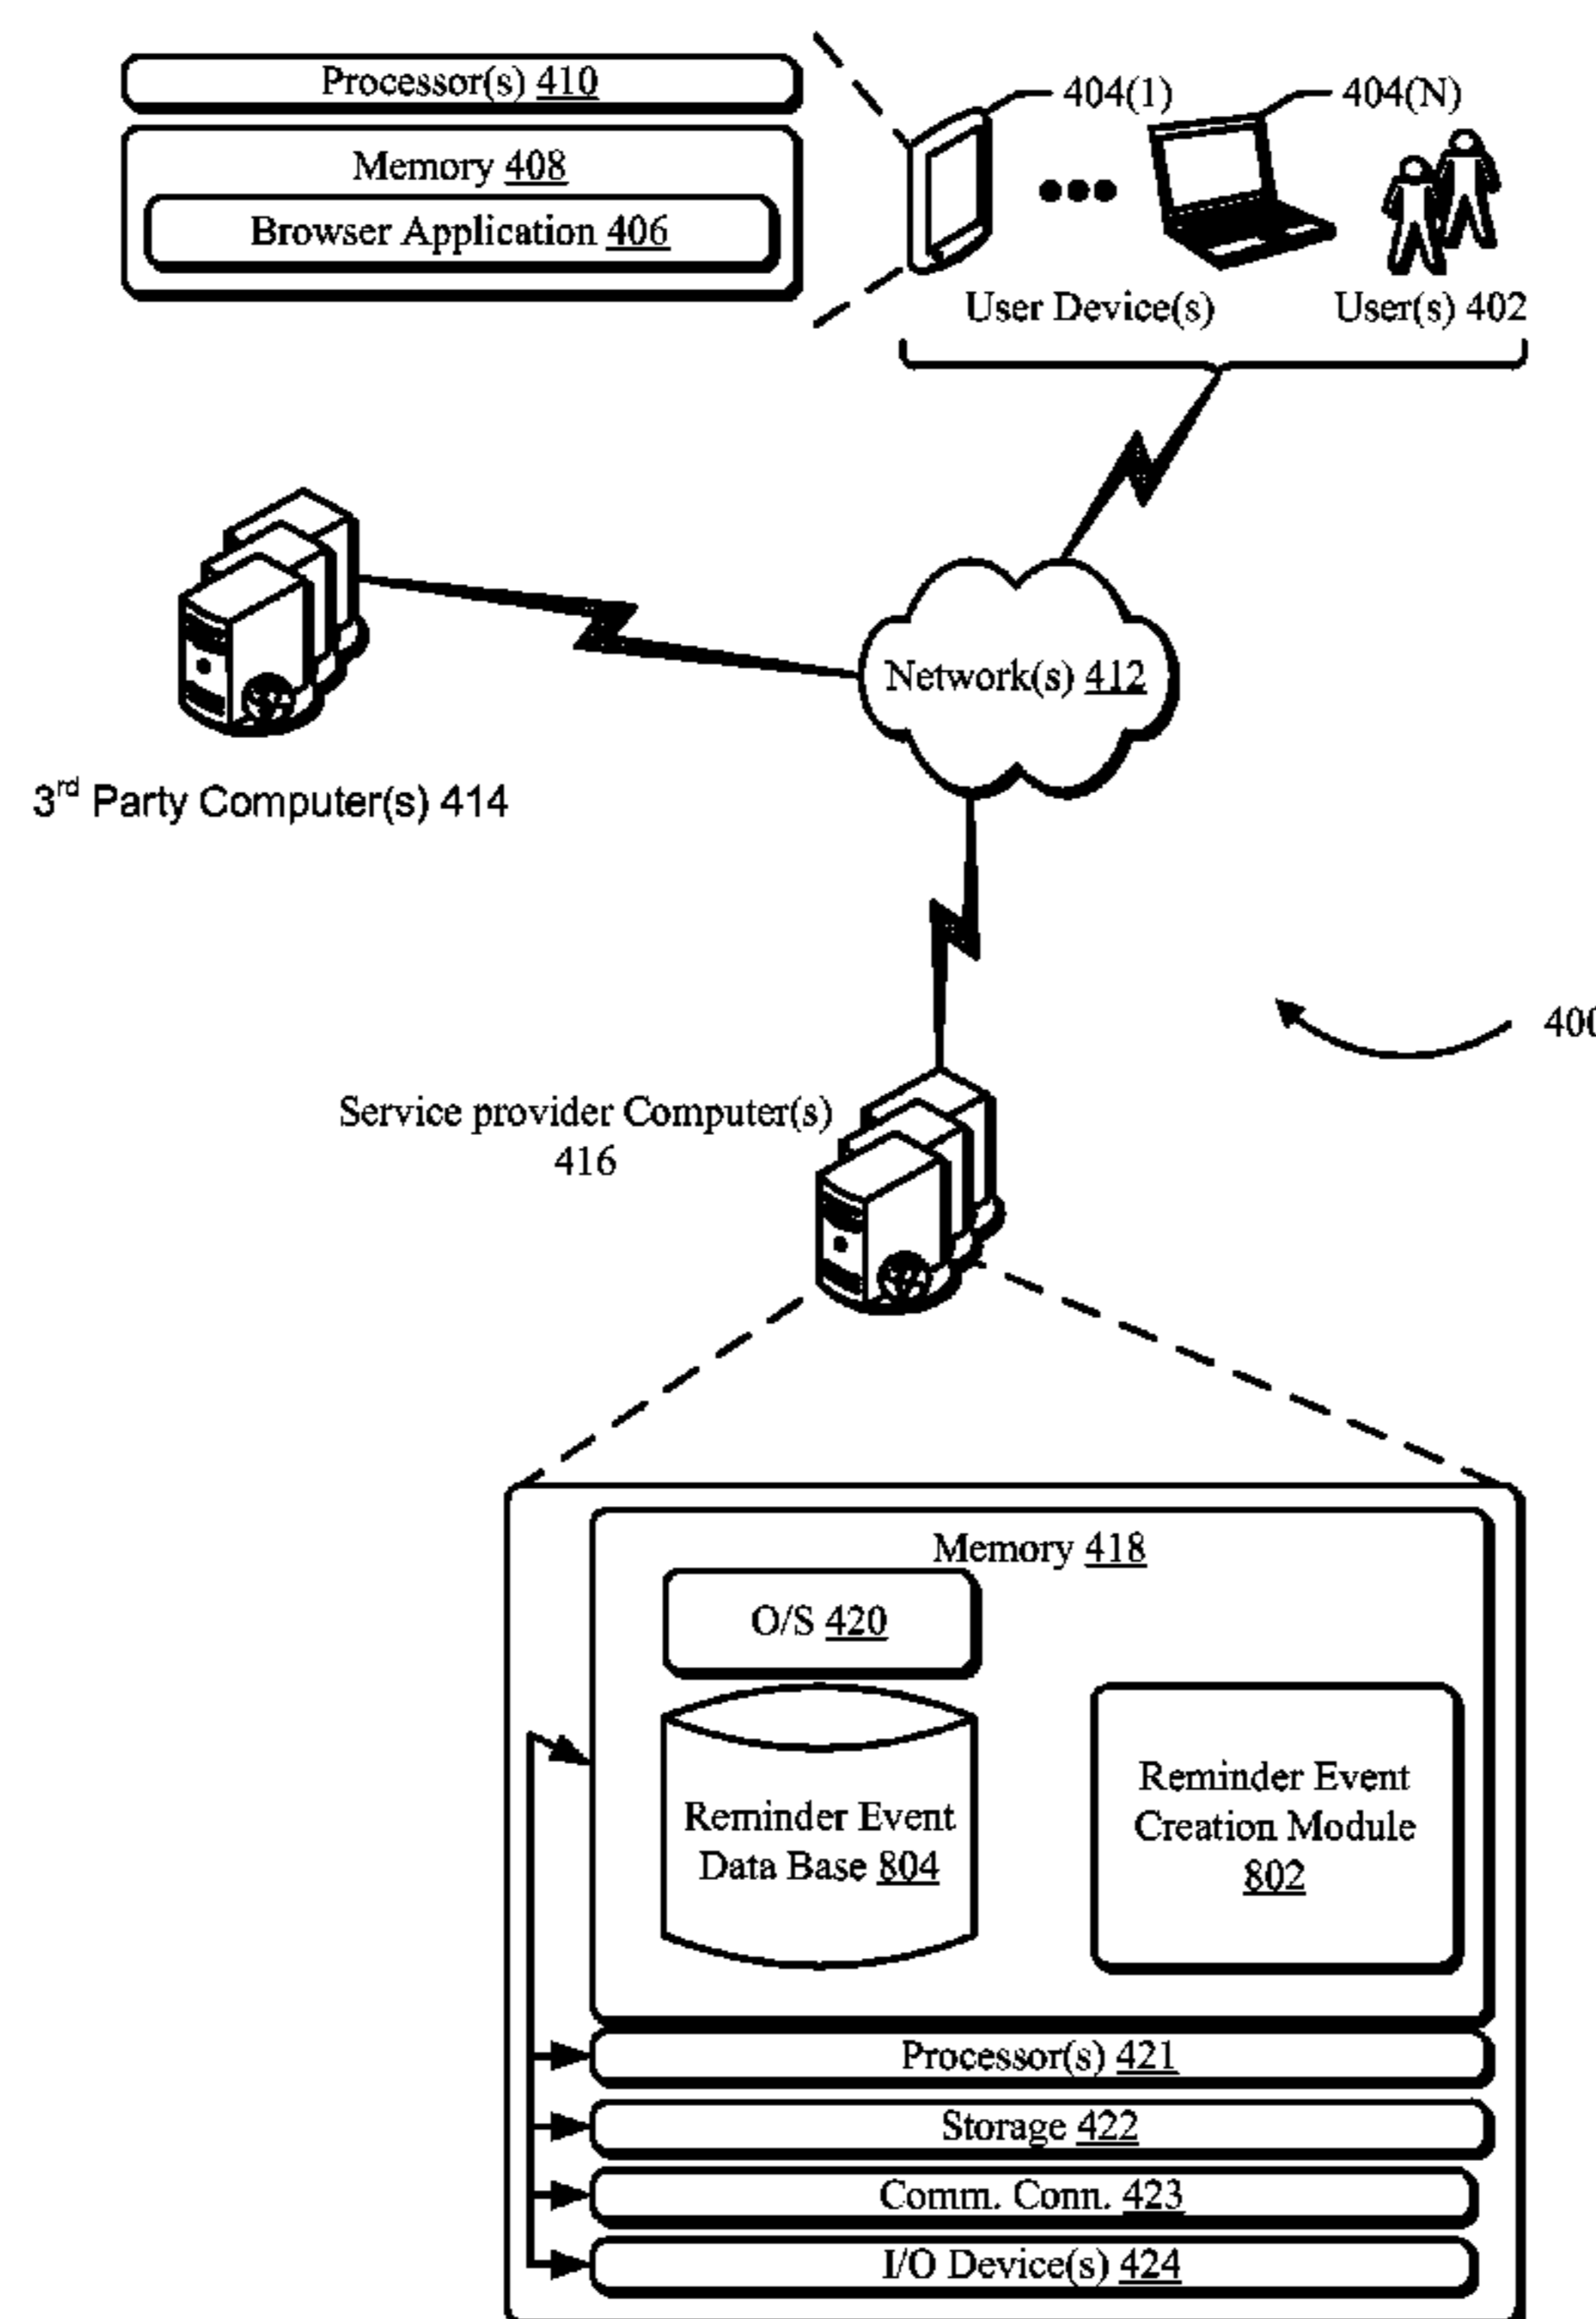 Processor(s) 410
Memory 408
Browser Application 406
404(1)
404(N)
User Device(s)
User(s) 402
Network(s) 412
3rd Party Computer(s) 414
400
Service provider Computer(s)
416
Memory 418
O/S 420
Reminder Event
Data Base 804
Reminder Event
Creation Module
802
Processor(s) 421
Storage 422
Comm. Conn. 423
I/O Device(s) 424